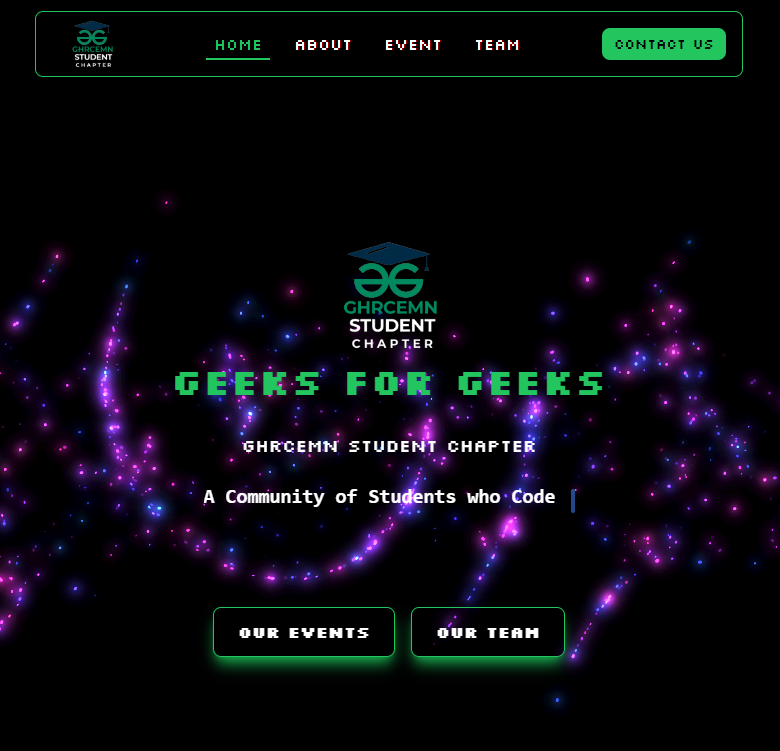 GHRCEMN
STUDENT
CHAPTER
HOME ABOUT EVENT TEAM CONTACT US
GHRCEMN
STUDENT
CHAPTER
GEEKS FOR GEEKS
GHRCEMN STUDENT CHAPTER
A Community of Students who Code
OUR EVENTS OUR TEAM